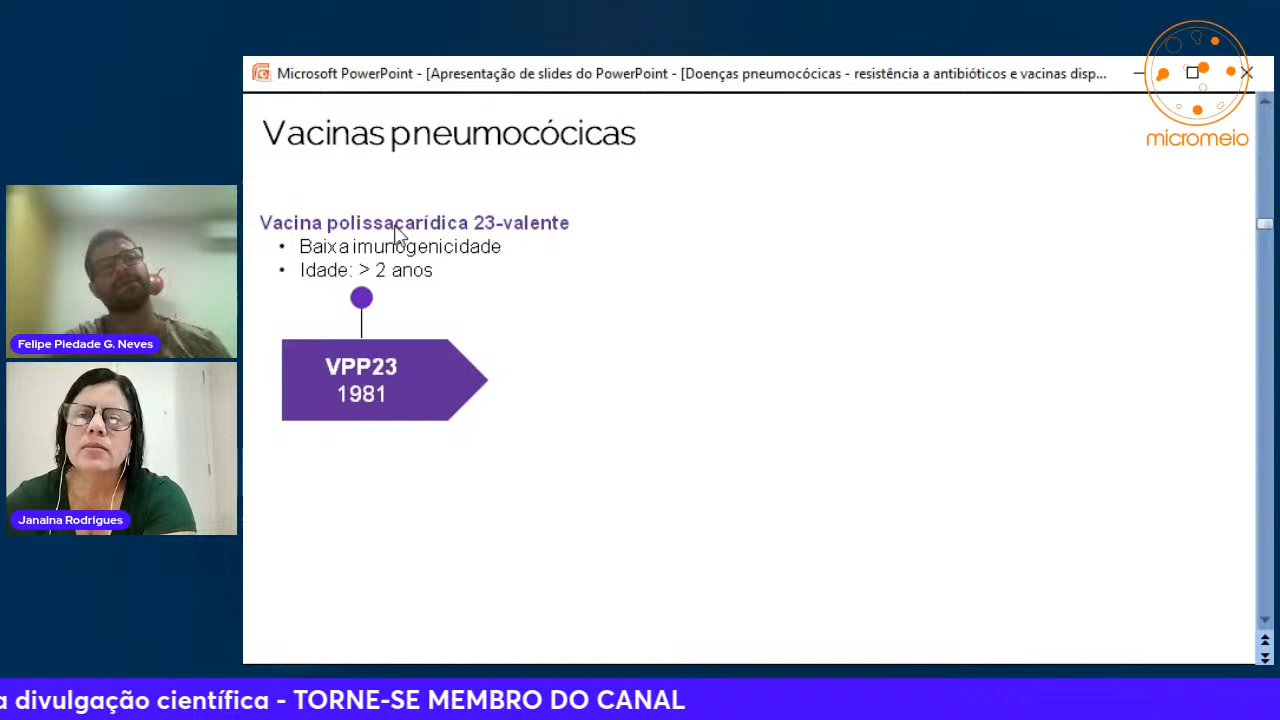 Microsoft PowerPoint - [Apresentação de slides do PowerPoint - [Doenças pneumocócicas - resistência a antibióticos e vacinas disp...
micromeio
Vacinas pneumocócicas
Vacina polissacarídica 23-valente
• Baixa imunogenicidade
• Idade: > 2 anos
VPP23
1981
Felipe Piedade G. Neves
Janaina Rodrigues
a divulgação científica - TORNE-SE MEMBRO DO CANAL